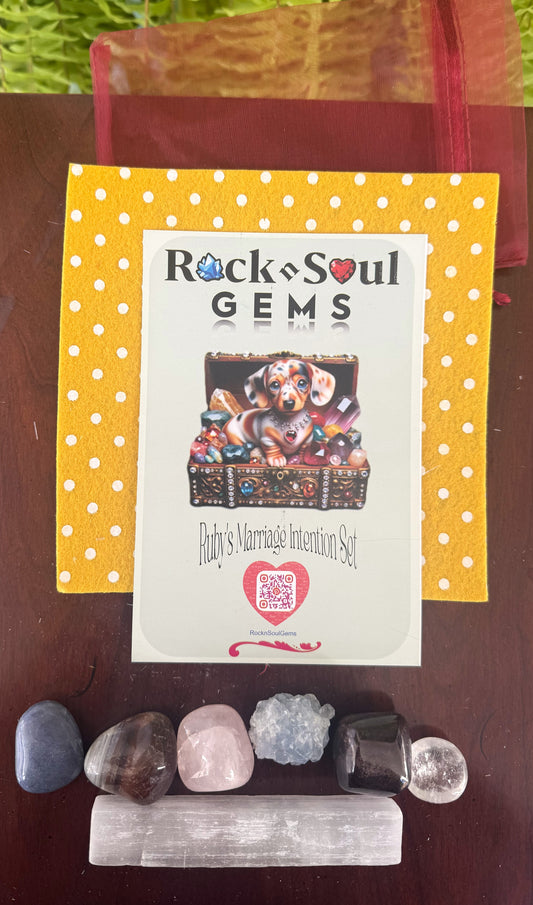 Rock n Soul
GEMS
Ruby's Marriage Intention Set
RocknSoulGems